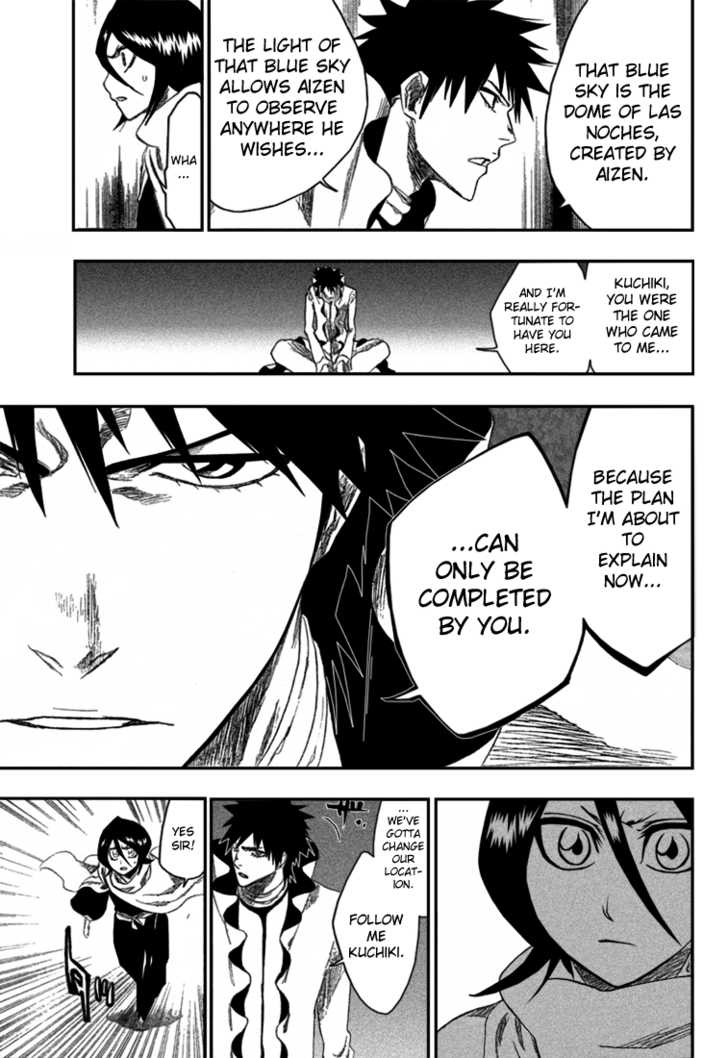 THAT BLUE
SKY IS THE
DOME OF LAS
NOCHES,
CREATED BY
AIZEN.
THE LIGHT OF
THAT BLUE SKY
ALLOWS AIZEN
TO OBSERVE
ANYWHERE HE
WISHES...
WHA
...
KUCHIKI,
YOU WERE
THE ONE
WHO CAME
TO ME...
AND I'M
REALLY FOR-
TUNATE TO
HAVE YOU
HERE.
BECAUSE
THE PLAN
I'M ABOUT
TO
EXPLAIN
NOW...
...CAN
ONLY BE
COMPLETED
BY YOU.
...
WE'VE
GOTTA
CHANGE
OUR
LOCAT-
ION.
FOLLOW
ME
KUCHIKI.
YES
SIR!